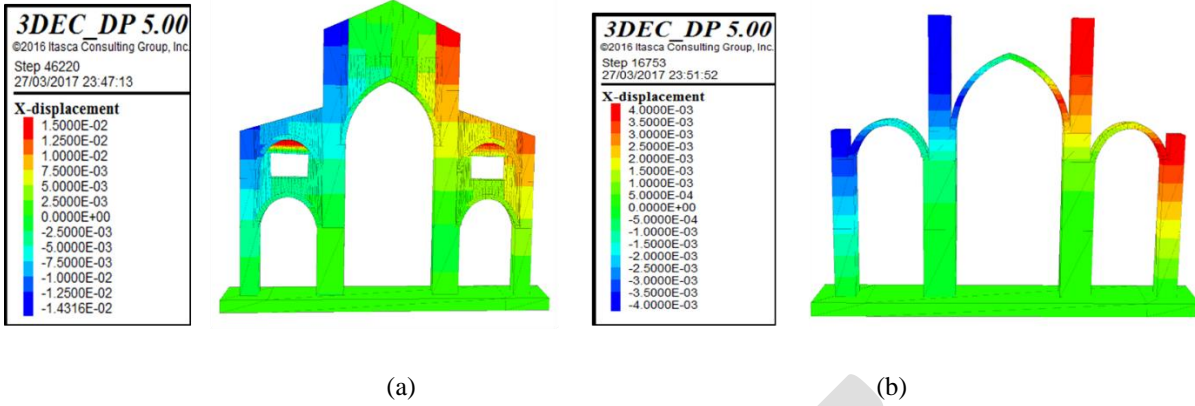 3DEC_DP 5.00
©2016 Itasca Consulting Group, Inc.
Step 46220
27/03/2017 23:47:13
X-displacement
1.5000E-02
1.2500E-02
1.0000E-02
7.5000E-03
5.0000E-03
2.5000E-03
0.0000E+00
-2.5000E-03
-5.0000E-03
-7.5000E-03
-1.0000E-02
-1.2500E-02
-1.4316E-02
3DEC_DP 5.00
©2016 Itasca Consulting Group, Inc.
Step 16753
27/03/2017 23:51:52
X-displacement
4.0000E-03
3.5000E-03
3.0000E-03
2.5000E-03
2.0000E-03
1.5000E-03
1.0000E-03
5.0000E-04
0.0000E+00
-5.0000E-04
-1.0000E-03
-1.5000E-03
-2.0000E-03
-2.5000E-03
-3.0000E-03
-3.5000E-03
-4.0000E-03
(a)
(b)